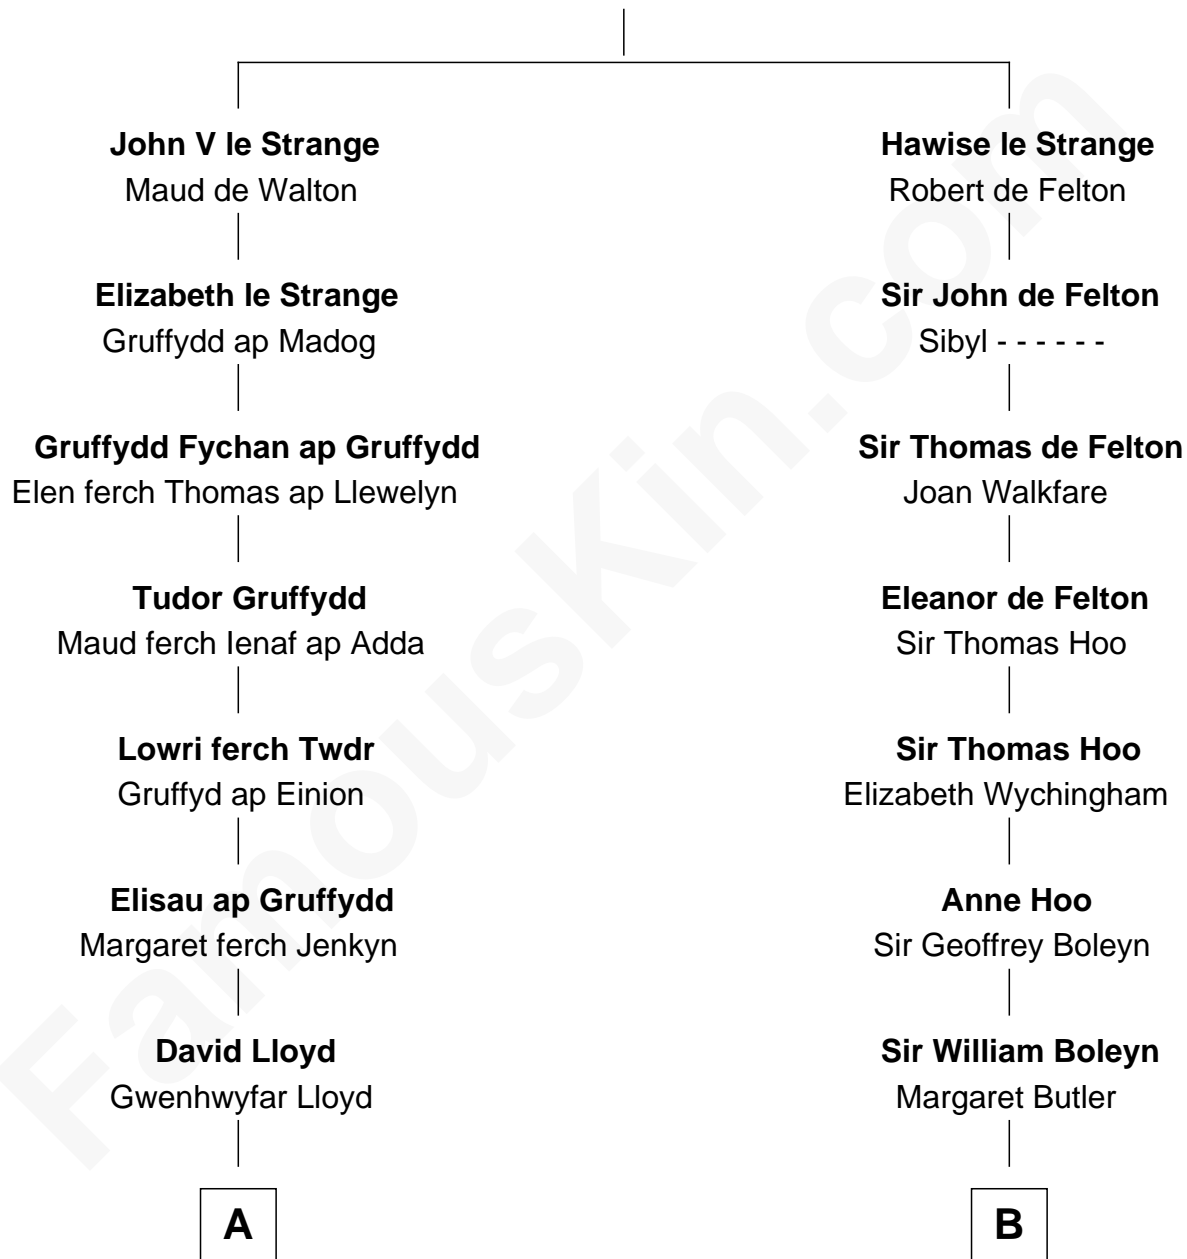 John V le Strange
Maud de Walton
Elizabeth le Strange
Gruffydd ap Madog
Gruffydd Fychan ap Gruffydd
Elen ferch Thomas ap Llewelyn
Tudor Gruffydd
Maud ferch Ienaf ap Adda
Lowri ferch Twdr
Gruffyd ap Einion
Elisau ap Gruffydd
Margaret ferch Jenkyn
David Lloyd
Gwenhwyfar Lloyd
A
Hawise le Strange
Robert de Felton
Sir John de Felton
Sibyl - - - - - -
Sir Thomas de Felton
Joan Walkfare
Eleanor de Felton
Sir Thomas Hoo
Sir Thomas Hoo
Elizabeth Wychingham
Anne Hoo
Sir Geoffrey Boleyn
Sir William Boleyn
Margaret Butler
B
FamousKin.com